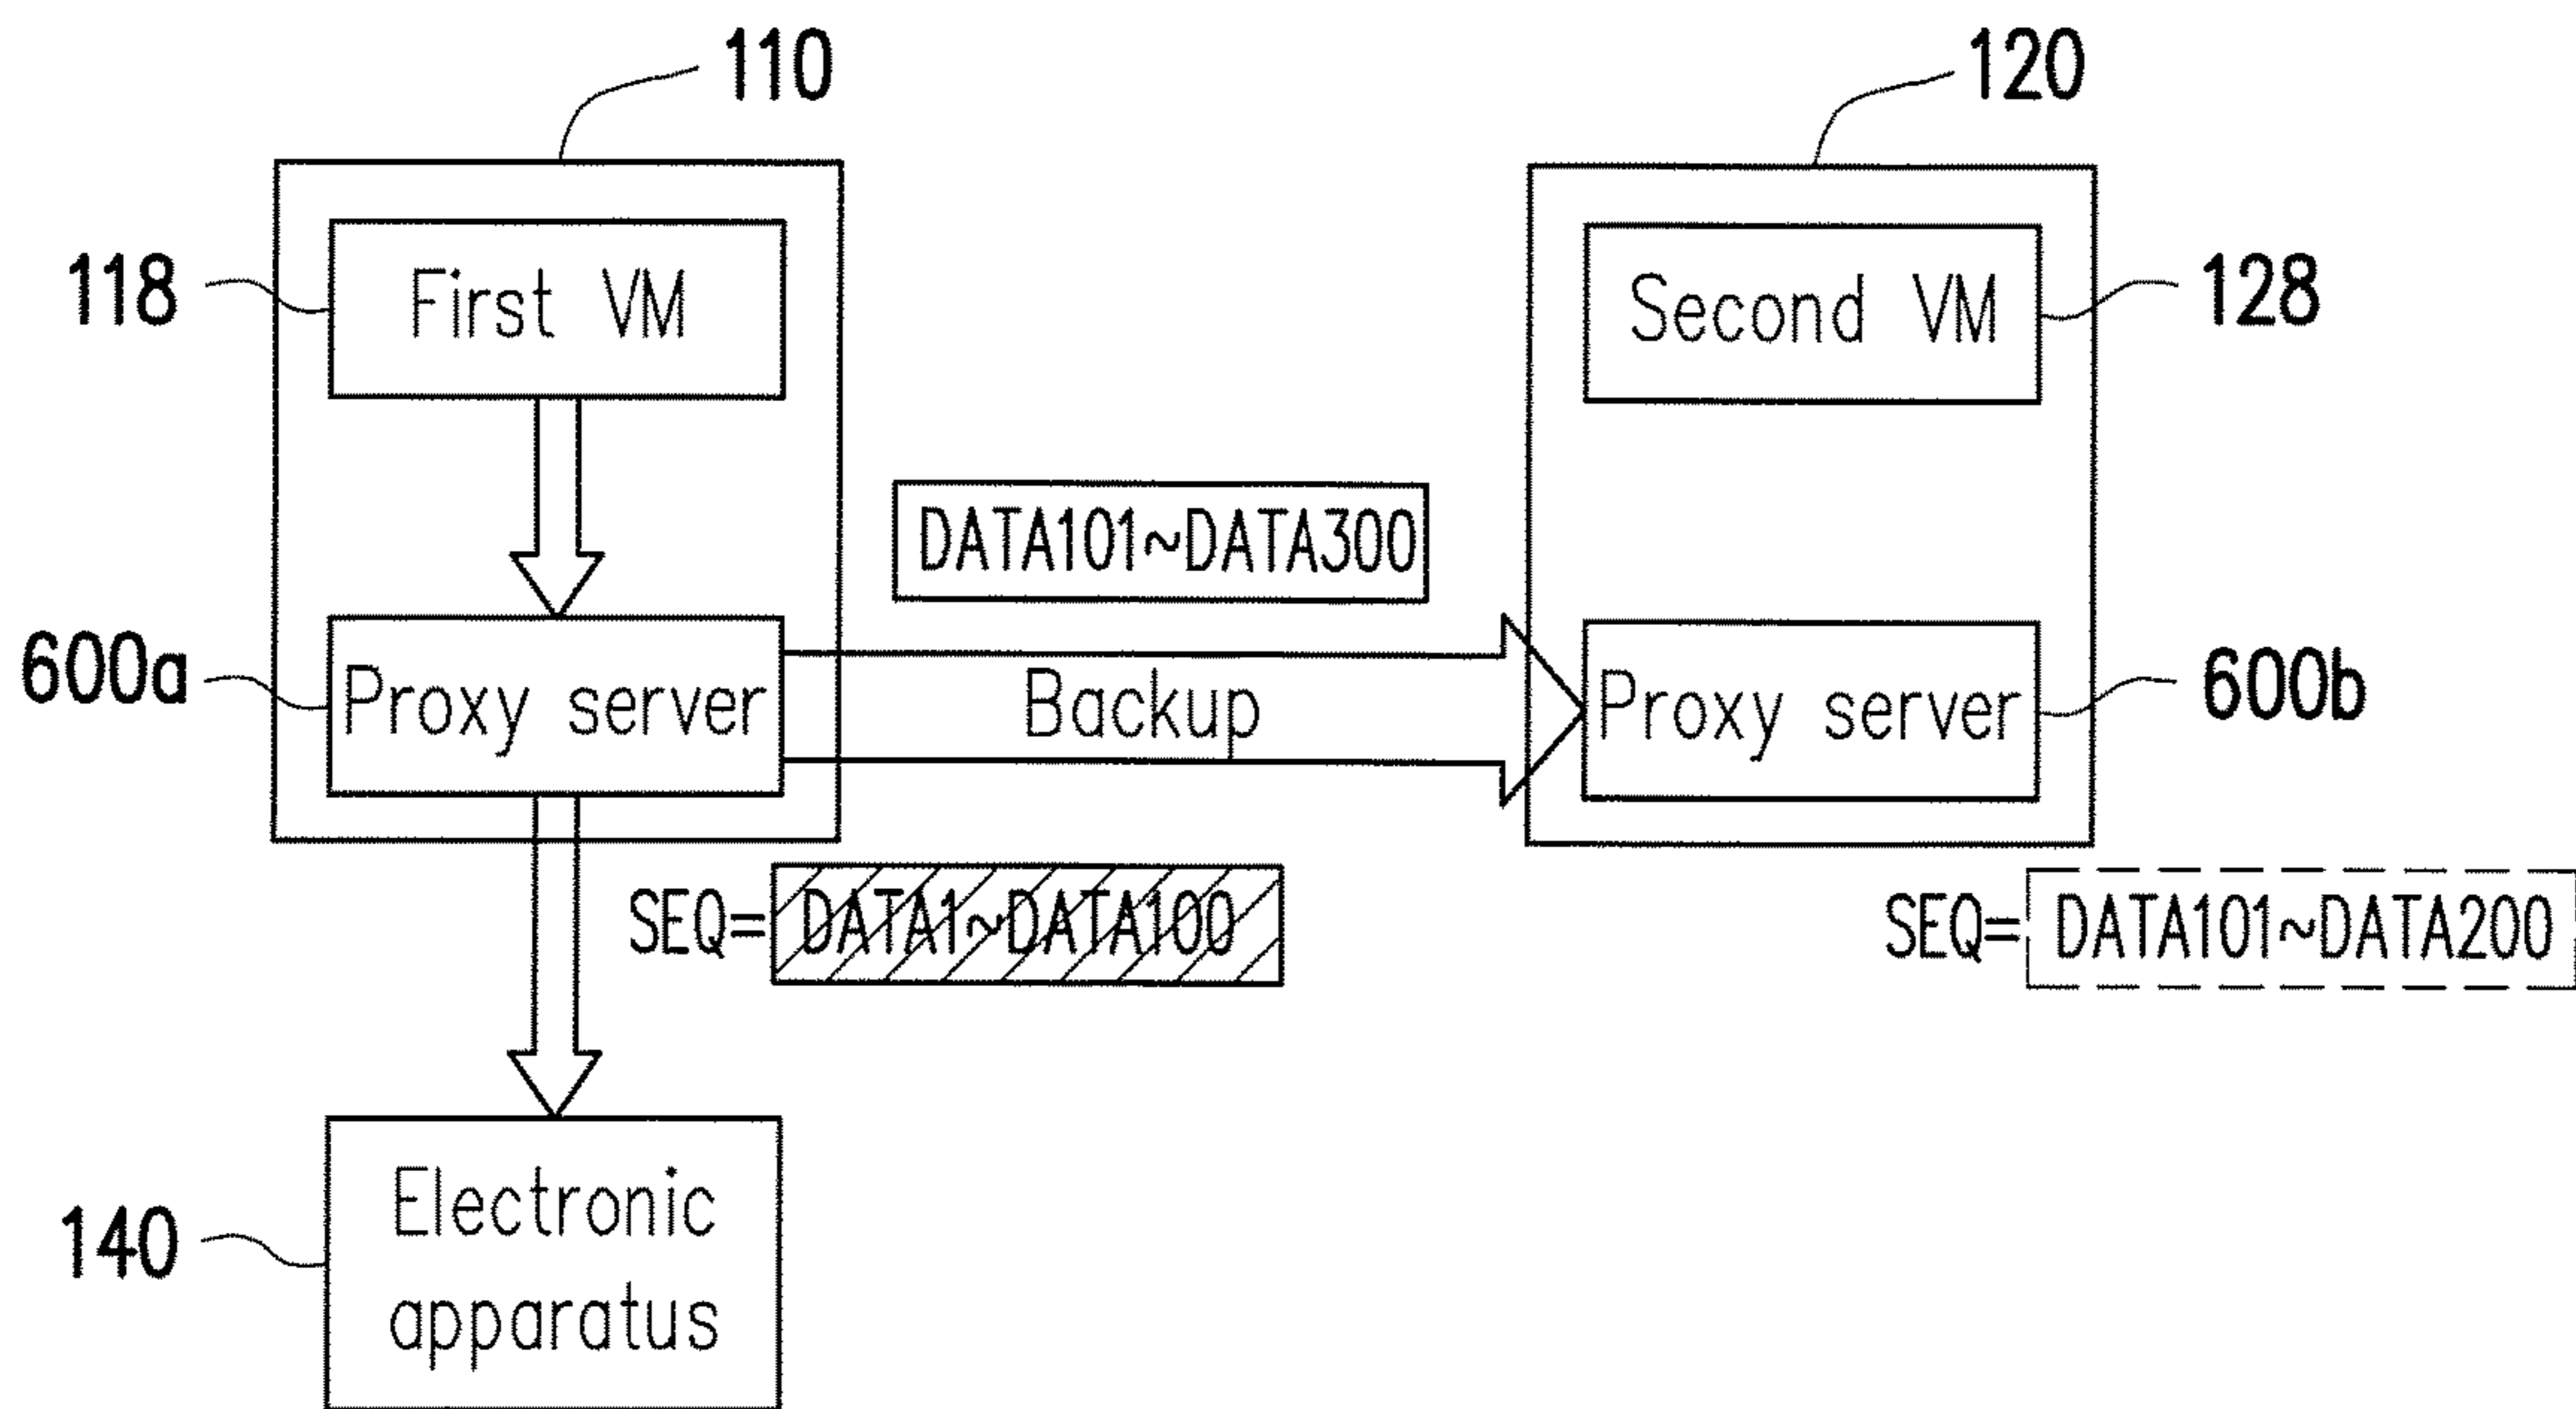 110
120
118
First VM
Second VM
128
DATA101~DATA300
600a
Proxy server
Backup
Proxy server
600b
SEQ= DATA1~DATA100
SEQ= DATA101~DATA200
140
Electronic
apparatus